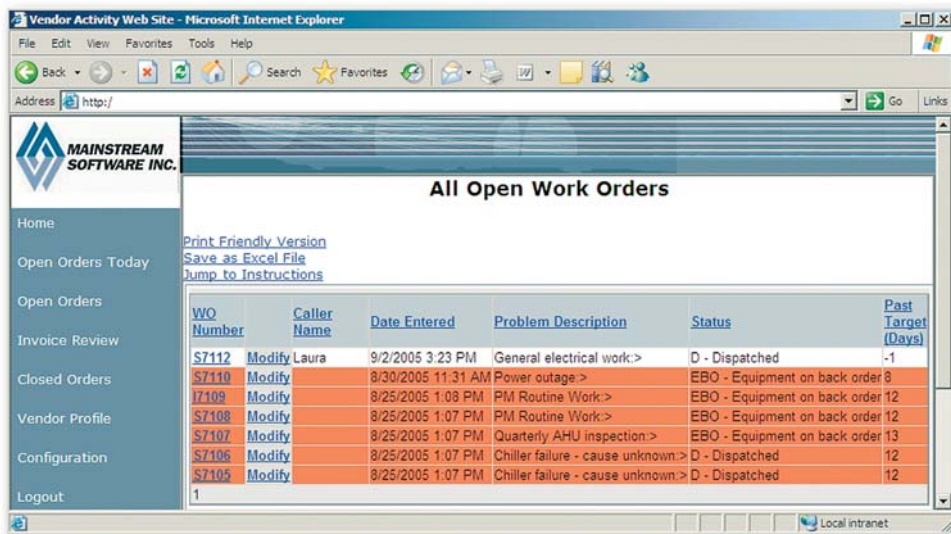 Vendor Activity Web Site - Microsoft Internet Explorer
File Edit View Favorites Tools Help
Back Search Favorites W
Address http:/ Go Links
MAINSTREAM
SOFTWARE INC.
All Open Work Orders
Home
Print Friendly Version
Open Orders Today
Save as Excel File
Jump to Instructions
Open Orders
WO Number Caller Name Date Entered Problem Description Status Past Target (Days)
Invoice Review
S7112 Modify Laura 9/2/2005 3:23 PM General electrical work:> D - Dispatched -1
S7110 Modify 8/30/2005 11:31 AM Power outage:> EBO - Equipment on back order 8
Closed Orders
I7109 Modify 8/25/2005 1:08 PM PM Routine Work:> EBO - Equipment on back order 12
S7108 Modify 8/25/2005 1:07 PM PM Routine Work:> EBO - Equipment on back order 12
Vendor Profile
S7107 Modify 8/25/2005 1:07 PM Quarterly AHU inspection:> EBO - Equipment on back order 13
Configuration
S7106 Modify 8/25/2005 1:07 PM Chiller failure - cause unknown:> D - Dispatched 12
S7105 Modify 8/25/2005 1:07 PM Chiller failure - cause unknown:> D - Dispatched 12
Logout
1
Local intranet